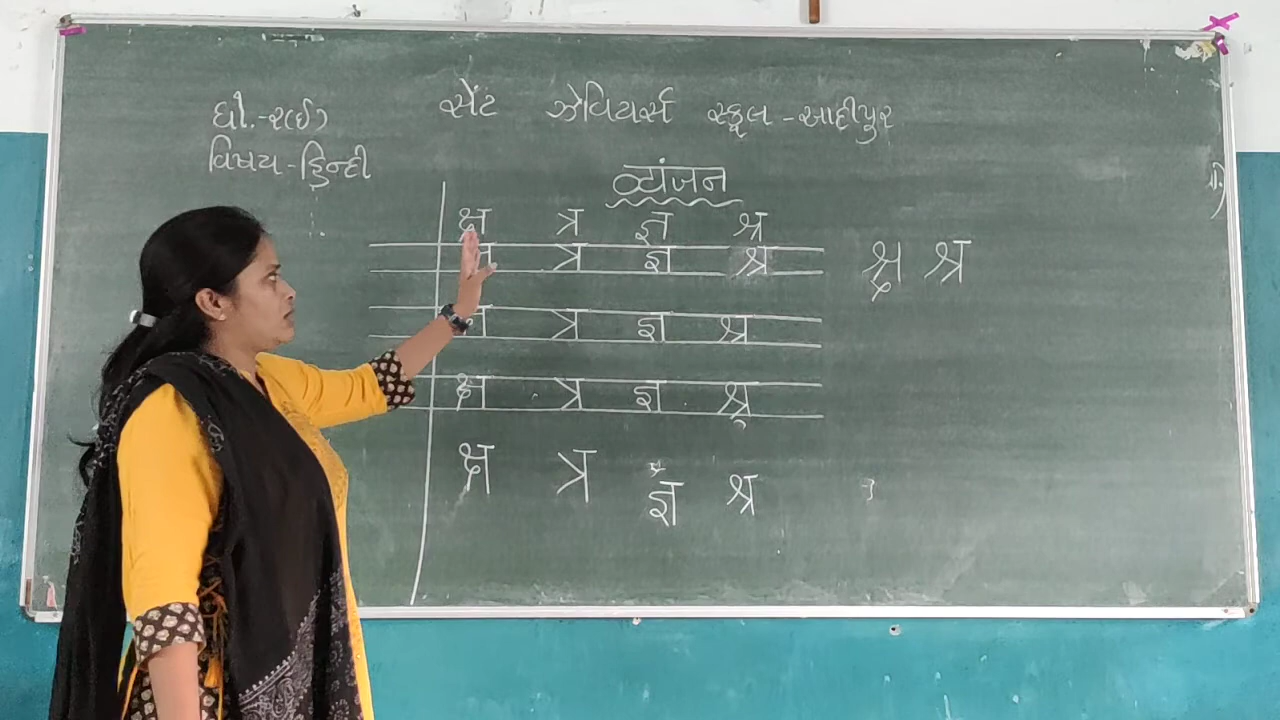 સેંટ ઝેવિયર્સ સ્કૂલ - આદીપુર
ધો.- ૨(ઈ)
વિષય - હિન્દી
व्यंजन
क्ष त्र ज्ञ श्र
त्र ज्ञ श्र
क्ष श्र
त्र ज्ञ श्र
क्ष त्र ज्ञ श्र
क्ष त्र ज्ञ श्र